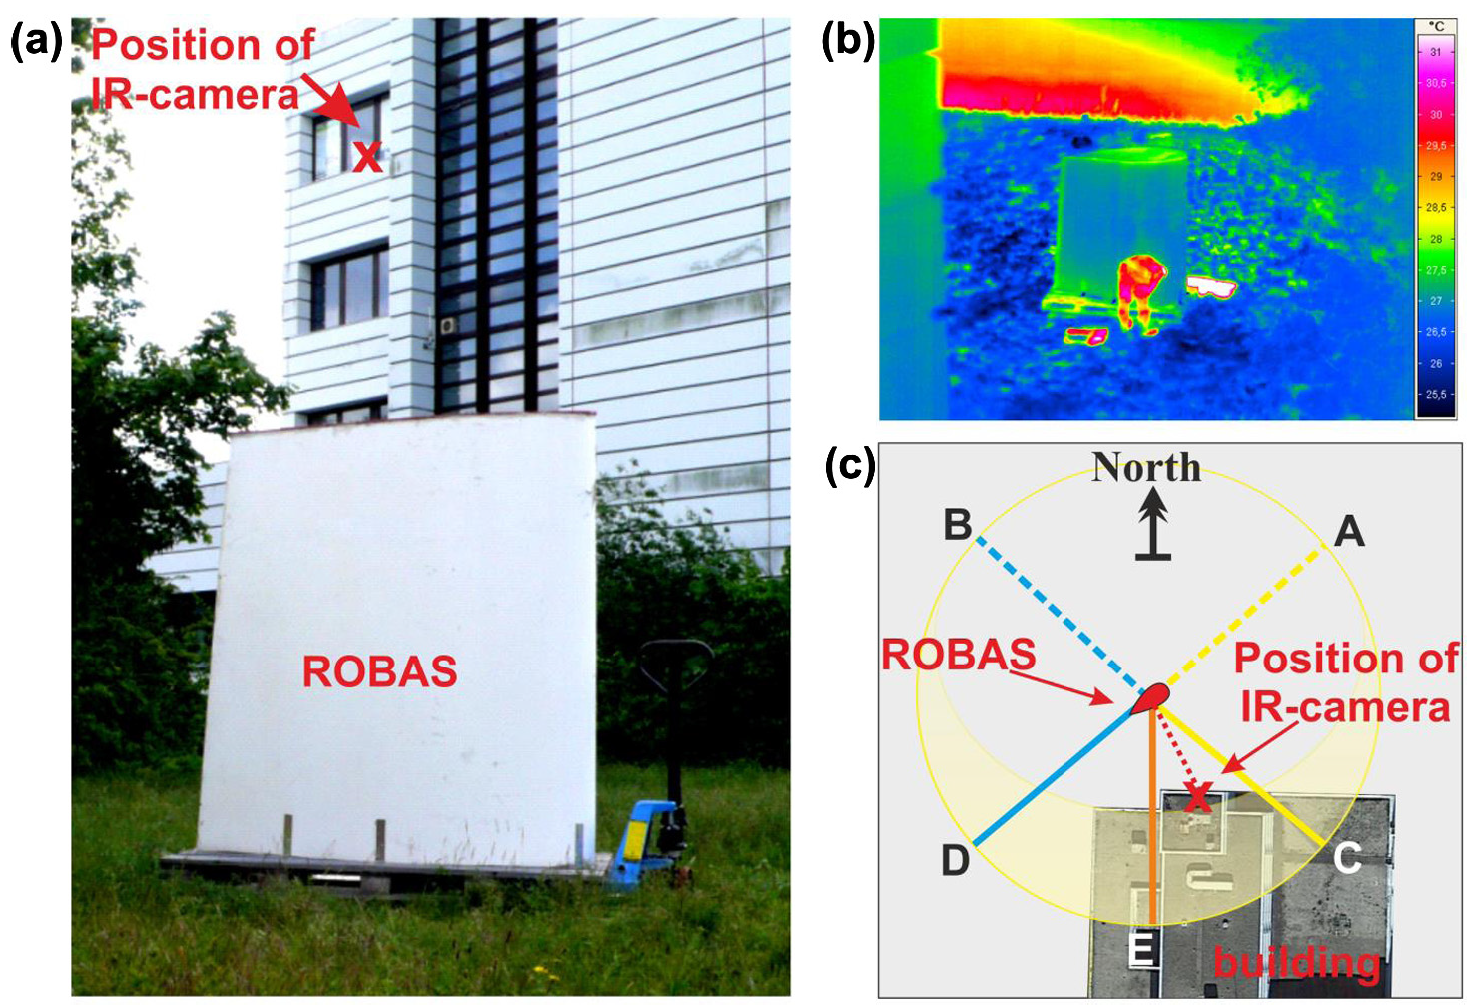 (a)
Position of
IR-camera
X
ROBAS
(b)
°C
31
30,5
30
29,5
29
28,5
28
27,5
27
26,5
26
25,5
(c)
North
B
A
ROBAS
Position of
IR-camera
X
D
C
E
building